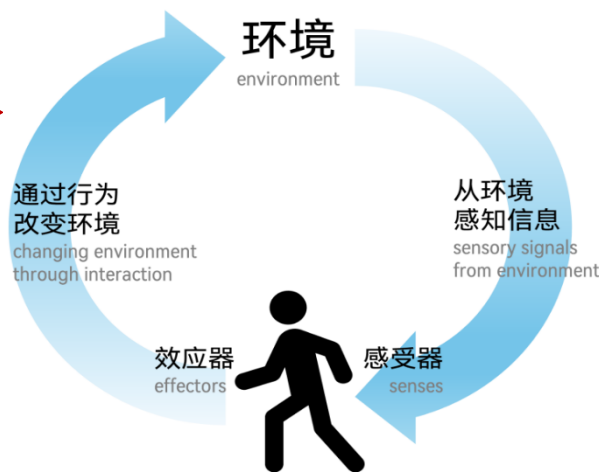 环境
environment
通过行为
改变环境
changing environment
through interaction
从环境
感知信息
sensory signals
from environment
效应器
effectors
感受器
senses